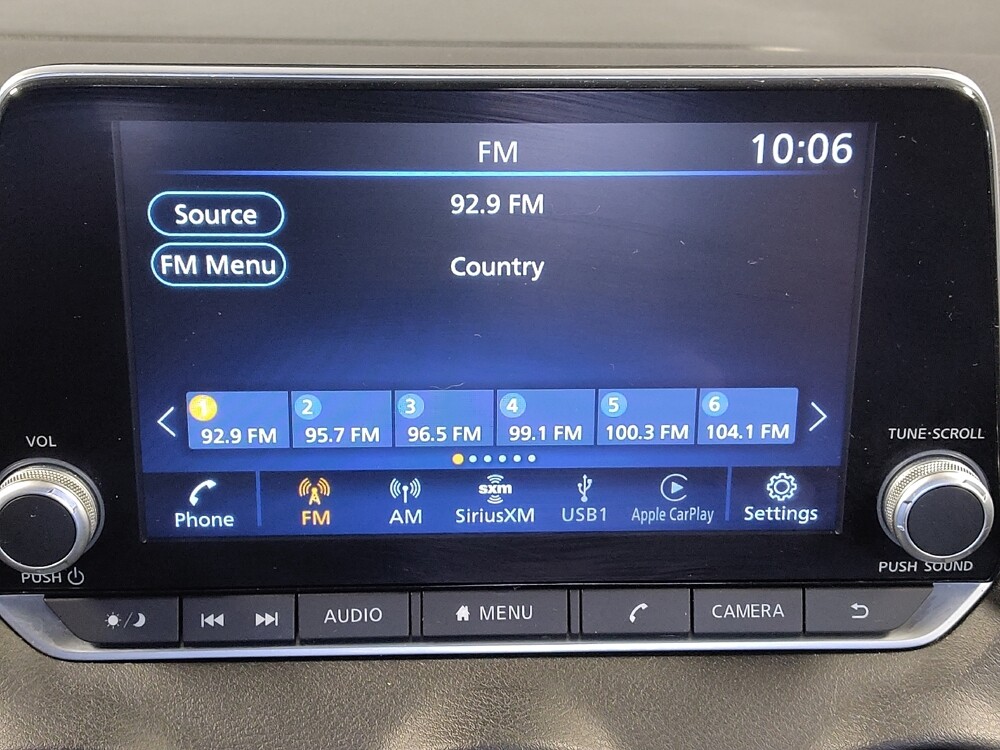 FM
10:06
Source
92.9 FM
FM Menu
Country
1 2 3 4 5 6
92.9 FM 95.7 FM 96.5 FM 99.1 FM 100.3 FM 104.1 FM
VOL
TUNE·SCROLL
sxm
Phone FM AM SiriusXM USB1 Apple CarPlay Settings
PUSH
PUSH SOUND
AUDIO
MENU
CAMERA